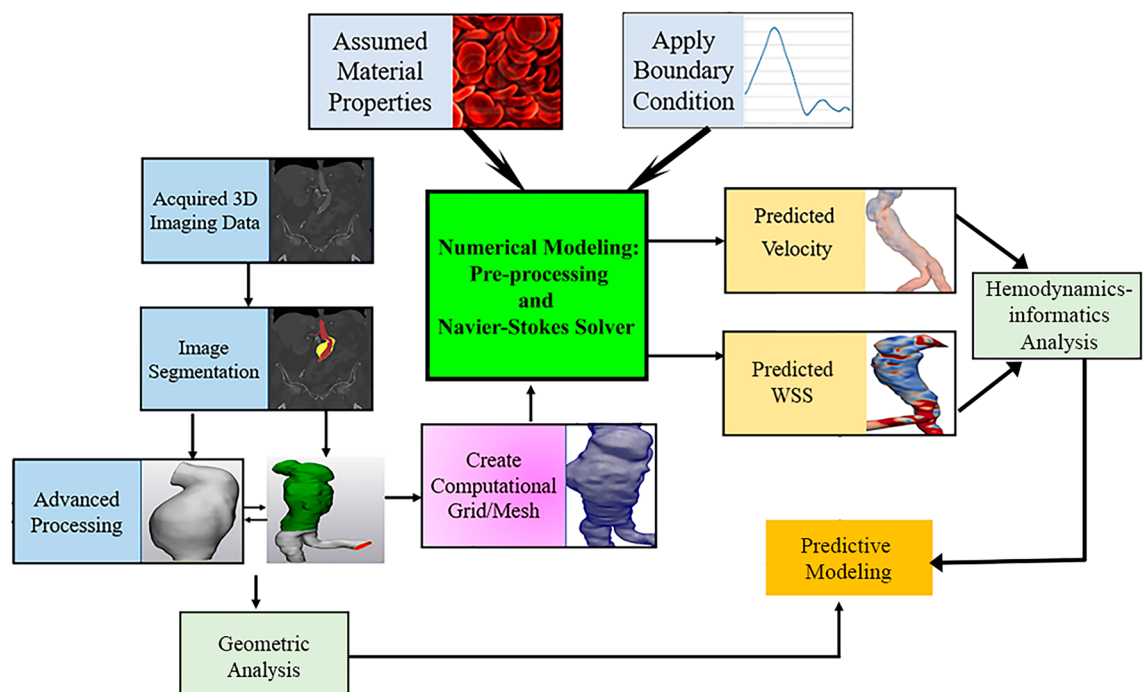 Assumed
Material
Properties
Apply
Boundary
Condition
Acquired 3D
Imaging Data
Numerical Modeling:
Pre-processing
and
Navier-Stokes Solver
Predicted
Velocity
Hemodynamics-
informatics
Analysis
Image
Segmentation
Predicted
WSS
Advanced
Processing
Create
Computational
Grid/Mesh
Predictive
Modeling
Geometric
Analysis